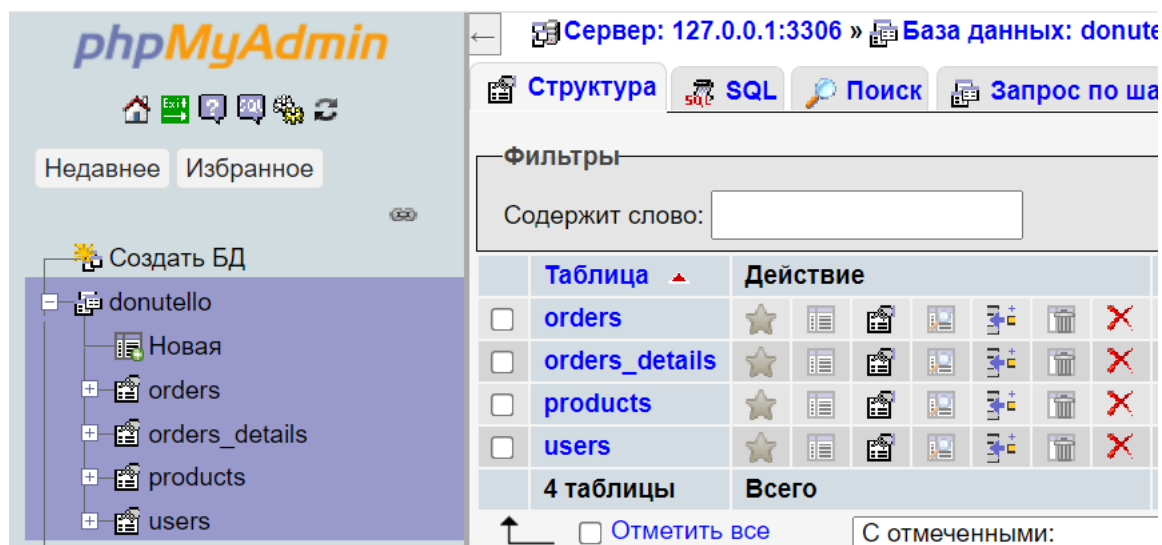 phpMyAdmin
Недавнее Избранное
Создать БД
donutello
Новая
orders
orders_details
products
users
← Сервер: 127.0.0.1:3306 » База данных: donute
Структура SQL Поиск Запрос по ша
Фильтры
Содержит слово:
Таблица Действие
orders
orders_details
products
users
4 таблицы Всего
Отметить все С отмеченными: